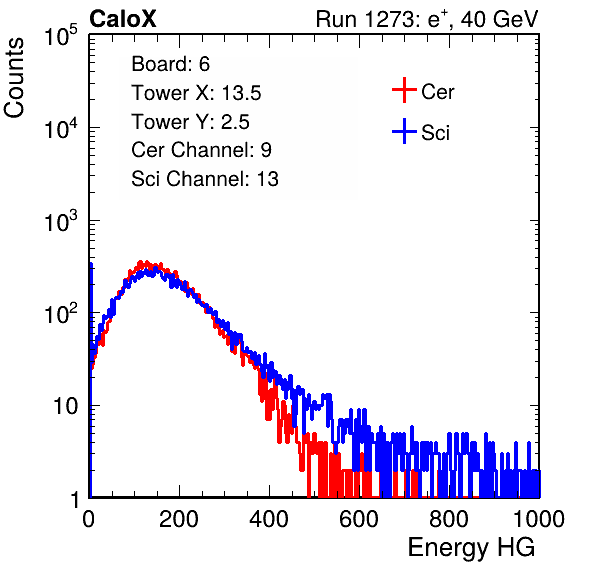 CaloX Run 1273: e⁺, 40 GeV
Counts
10⁵
10⁴
10³
10²
10
1
Board: 6
Tower X: 13.5
Tower Y: 2.5
Cer Channel: 9
Sci Channel: 13
Cer
Sci
0 200 400 600 800 1000
Energy HG